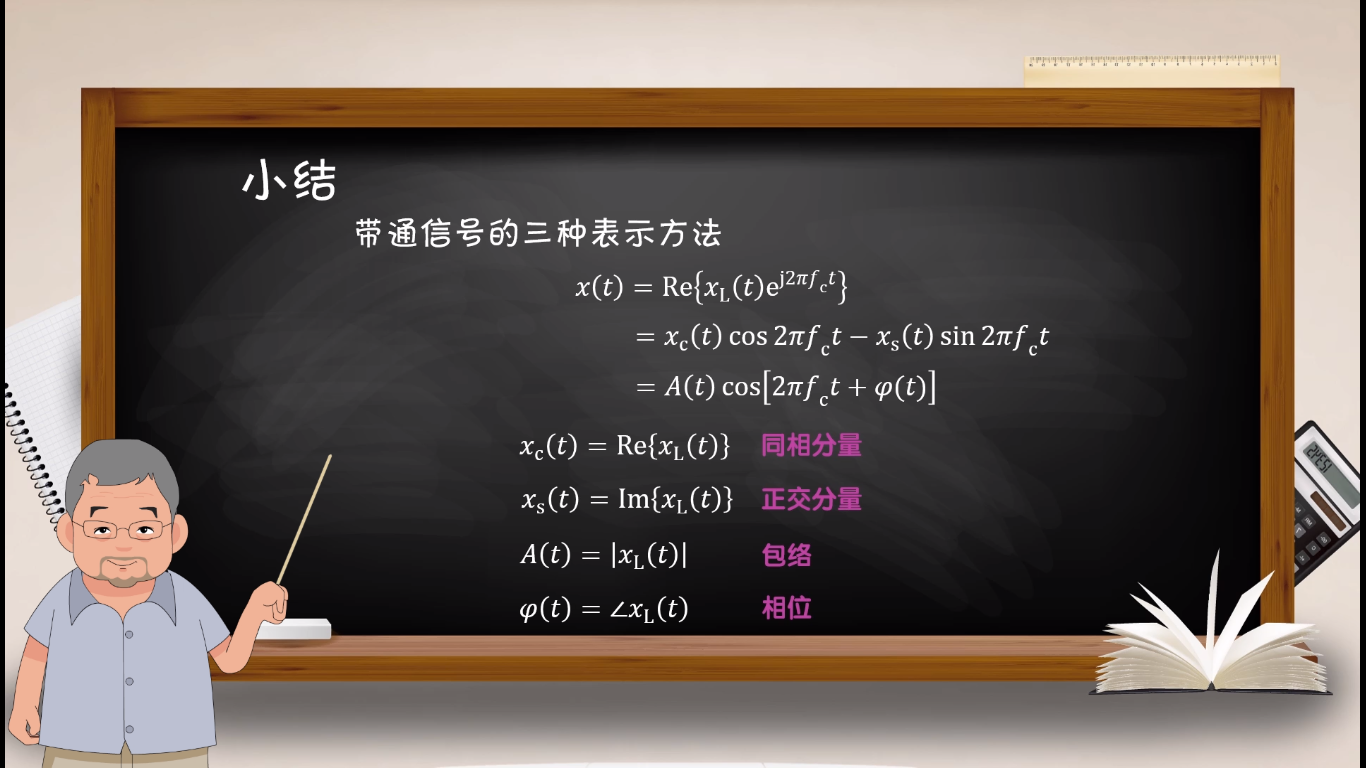 小结
带通信号的三种表示方法
x(t) = Re{x_L(t)e^{j2πf_c t}}
= x_c(t) cos 2πf_c t − x_s(t) sin 2πf_c t
= A(t) cos[2πf_c t + φ(t)]
x_c(t) = Re{x_L(t)} 同相分量
x_s(t) = Im{x_L(t)} 正交分量
A(t) = |x_L(t)| 包络
φ(t) = ∠x_L(t) 相位